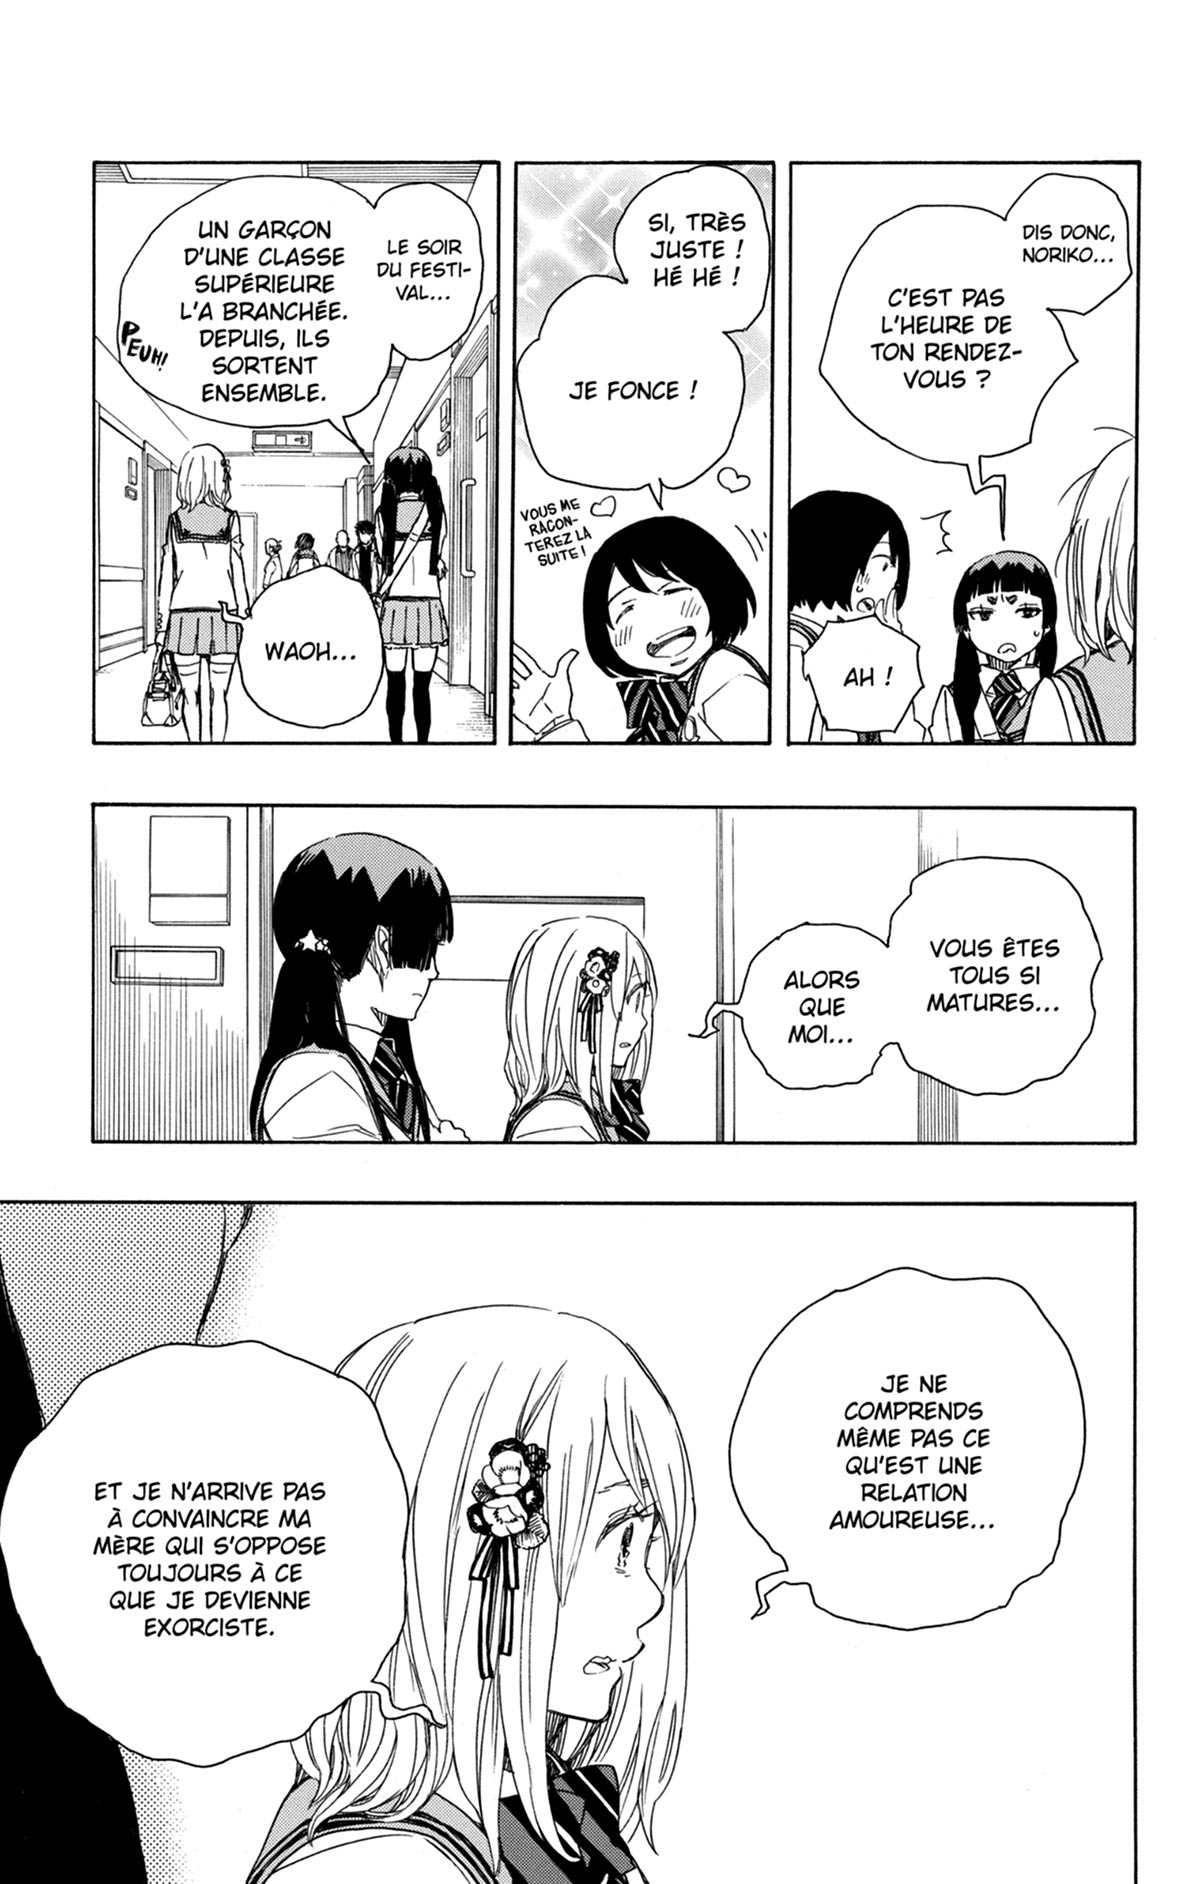 DIS DONC,
NORIKO...
C'EST PAS
L'HEURE DE
TON RENDEZ-
VOUS ?
AH !
SI, TRÈS
JUSTE !
HÉ HÉ !
JE FONCE !
VOUS ME
RACON-
TEREZ LA
SUITE !
LE SOIR
DU FESTI-
VAL...
UN GARÇON
D'UNE CLASSE
SUPÉRIEURE
L'A BRANCHÉE.
DEPUIS, ILS
SORTENT
ENSEMBLE.
PEUH!
WAOH...
VOUS ÊTES
TOUS SI
MATURES...
ALORS
QUE
MOI...
JE NE
COMPRENDS
MÊME PAS CE
QU'EST UNE
RELATION
AMOUREUSE...
ET JE N'ARRIVE PAS
À CONVAINCRE MA
MÈRE QUI S'OPPOSE
TOUJOURS À CE
QUE JE DEVIENNE
EXORCISTE.